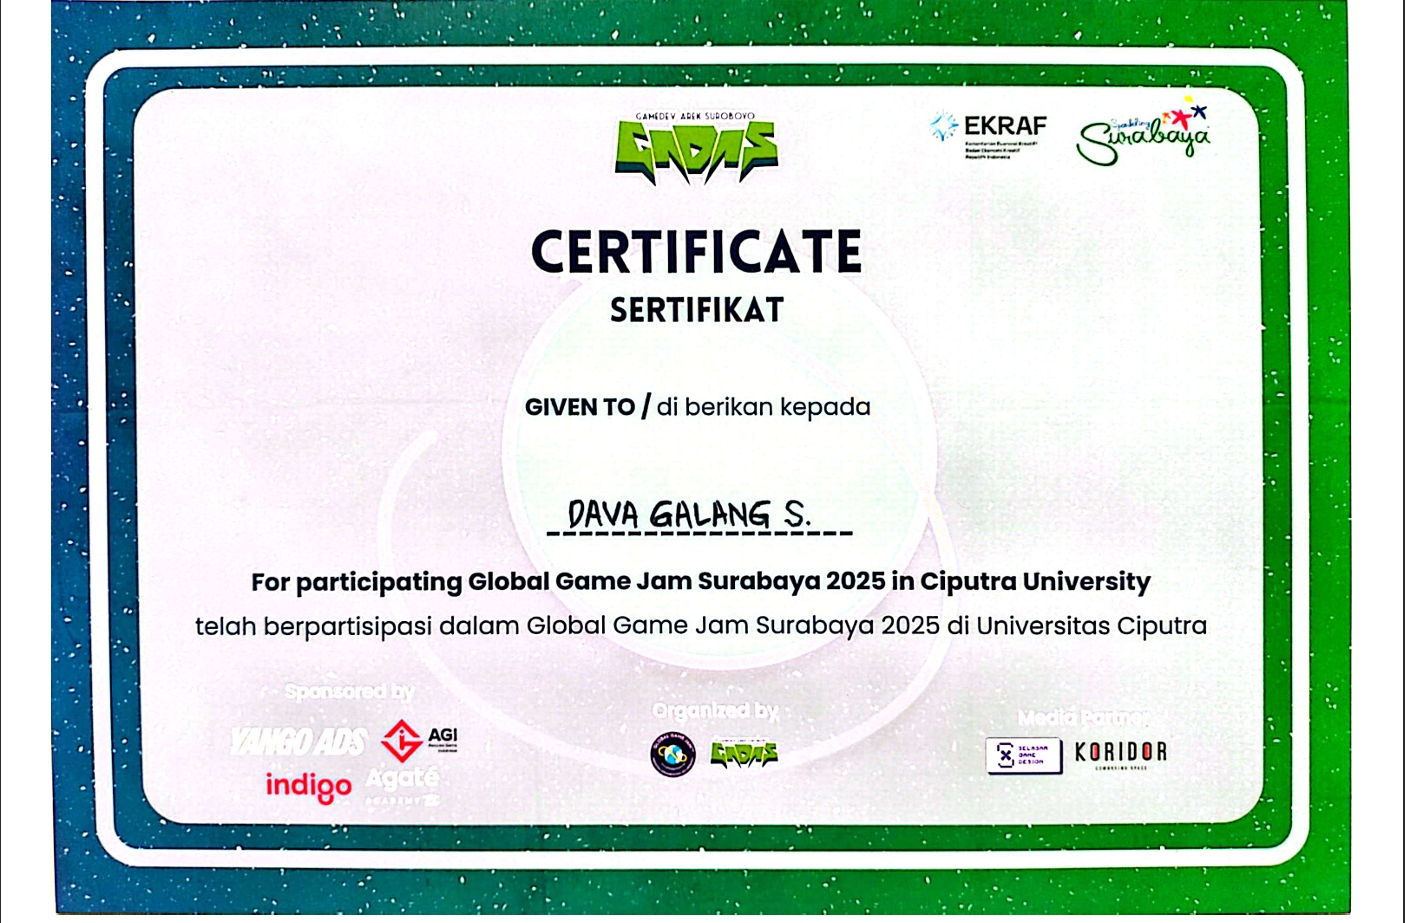 GAMEDEV AREK SUROBOYO
GADAS
EKRAF
Kementerian Ekonomi Kreatif/
Badan Ekonomi Kreatif
Republik Indonesia
Sparkling
Surabaya
CERTIFICATE
SERTIFIKAT
GIVEN TO / di berikan kepada
DAVA GALANG S.
For participating Global Game Jam Surabaya 2025 in Ciputra University
telah berpartisipasi dalam Global Game Jam Surabaya 2025 di Universitas Ciputra
Sponsored by
YANGO ADS
AGI
indigo
Agate
ACADEMY
Organized by
GADAS
Media Partner
SELASAR
GAME
DESIGN
KORIDOR
COWORKING SPACE